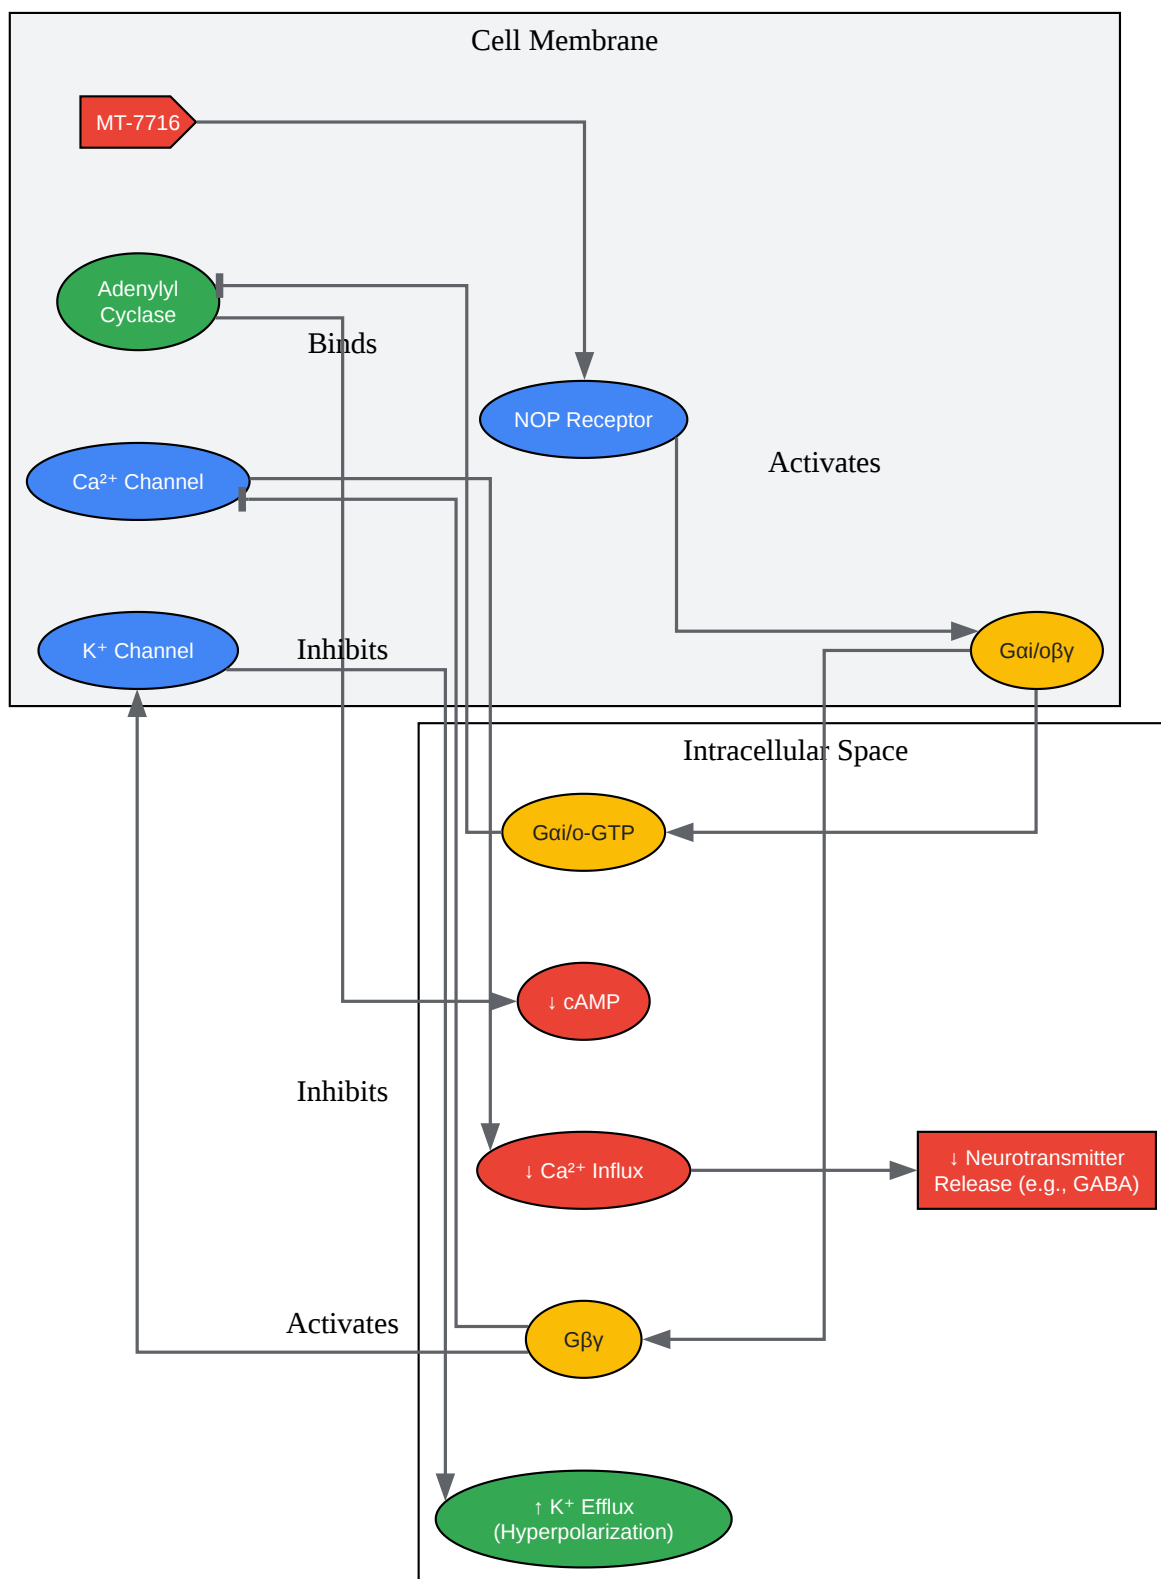 Cell Membrane
MT-7716
Adenylyl
Cyclase
Binds
NOP Receptor
Activates
Ca²⁺ Channel
K⁺ Channel
Inhibits
Gαi/oβγ
Intracellular Space
Gαi/o-GTP
↓ cAMP
Inhibits
↓ Ca²⁺ Influx
↓ Neurotransmitter
Release (e.g., GABA)
Activates
Gβγ
↑ K⁺ Efflux
(Hyperpolarization)